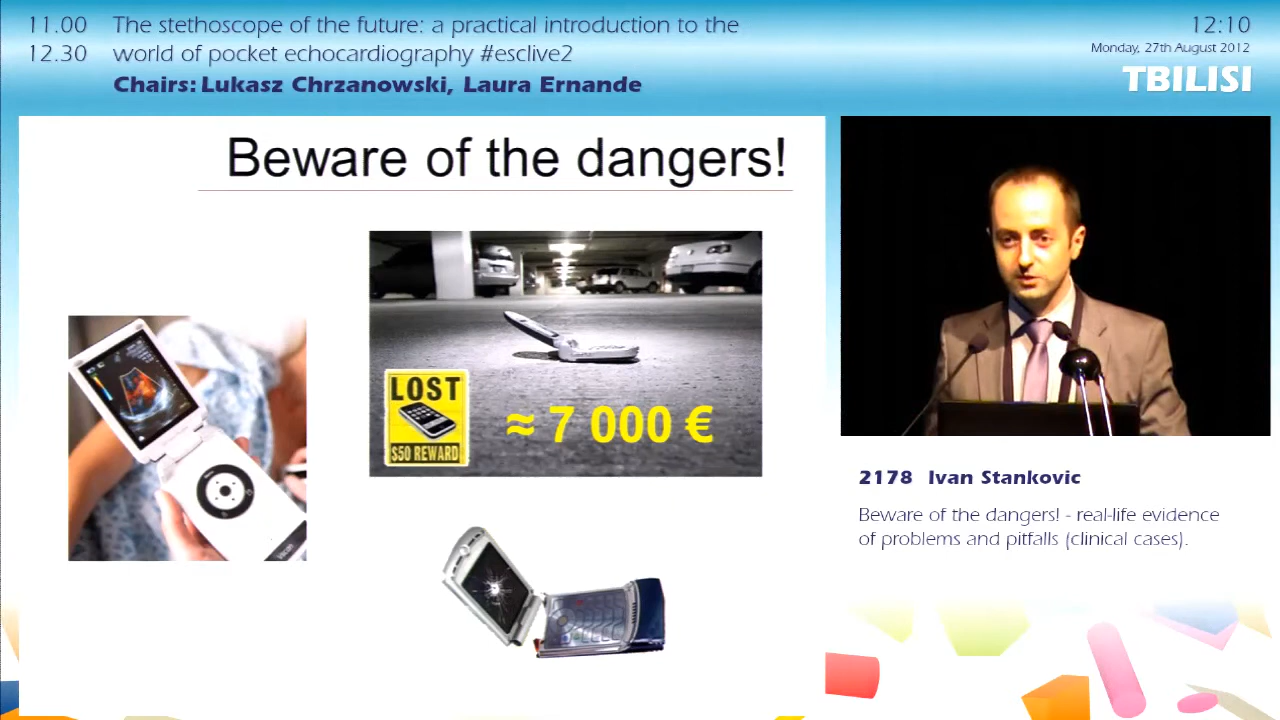 11.00 The stethoscope of the future: a practical introduction to the
12.30 world of pocket echocardiography #esclive2
Chairs: Lukasz Chrzanowski, Laura Ernande
12:10
Monday, 27th August 2012
TBILISI
Beware of the dangers!
LOST
$50 REWARD
≈ 7 000 €
Vscan
2178 Ivan Stankovic
Beware of the dangers! - real-life evidence
of problems and pitfalls (clinical cases).